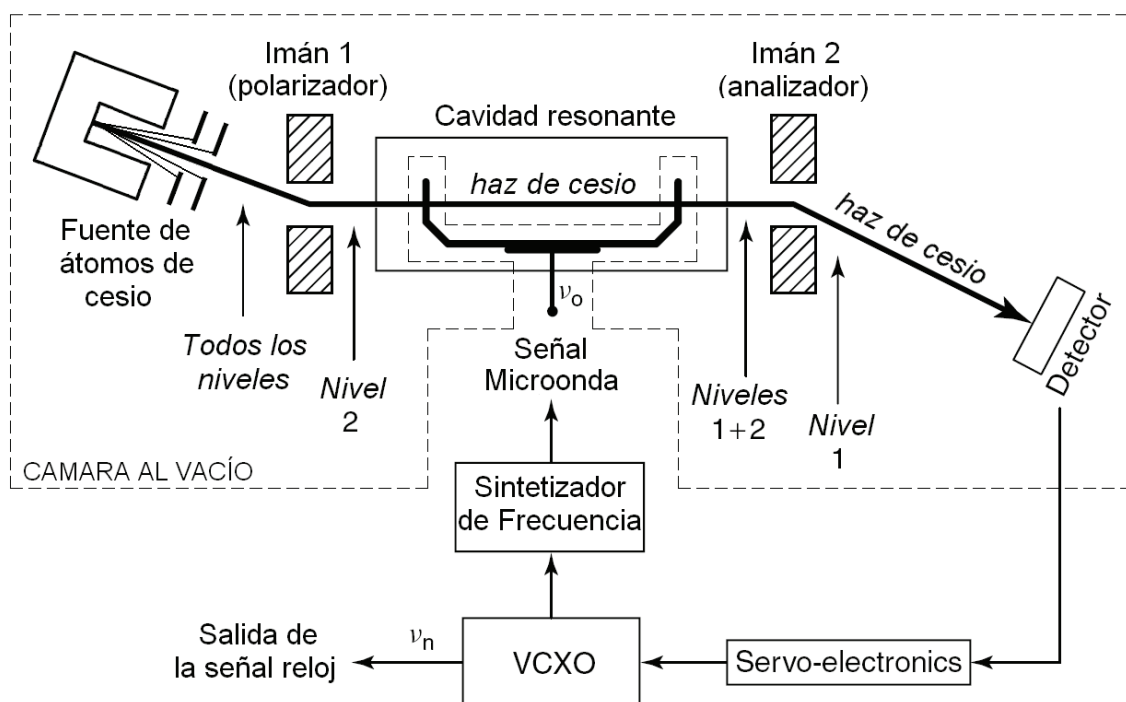 Imán 1
(polarizador)
Imán 2
(analizador)
Cavidad resonante
haz de cesio
haz de cesio
Fuente de
átomos de
cesio
νo
Todos los
niveles
Nivel
2
Señal
Microonda
Niveles
1+2
Nivel
1
Detector
CAMARA AL VACÍO
Sintetizador
de Frecuencia
Salida de
la señal reloj
νn
VCXO
Servo-electronics